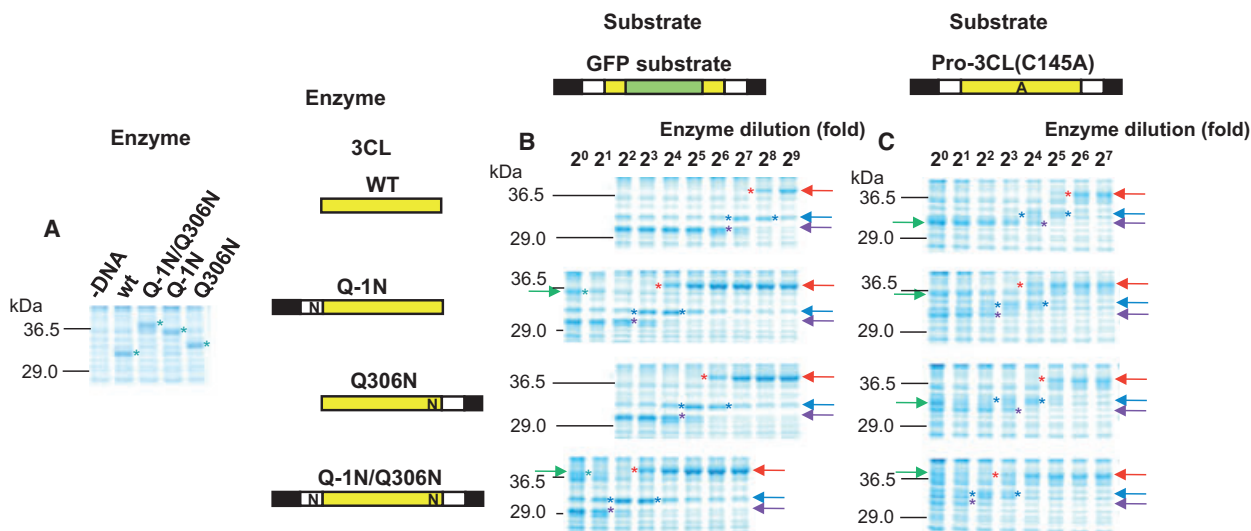 Substrate
Substrate
GFP substrate
Pro-3CL(C145A)
A
Enzyme
Enzyme
3CL
WT
Q-1N
N
Q306N
N
Q-1N/Q306N
N N
A
-DNA
wt
Q-1N/Q306N
Q-1N
Q306N
kDa
36.5
29.0
* * * *
B
Enzyme dilution (fold)
2⁰ 2¹ 2² 2³ 2⁴ 2⁵ 2⁶ 2⁷ 2⁸ 2⁹
kDa
36.5
29.0
36.5
29.0
36.5
29.0
36.5
29.0
C
Enzyme dilution (fold)
2⁰ 2¹ 2² 2³ 2⁴ 2⁵ 2⁶ 2⁷
kDa
36.5
29.0
36.5
29.0
36.5
29.0
36.5
29.0